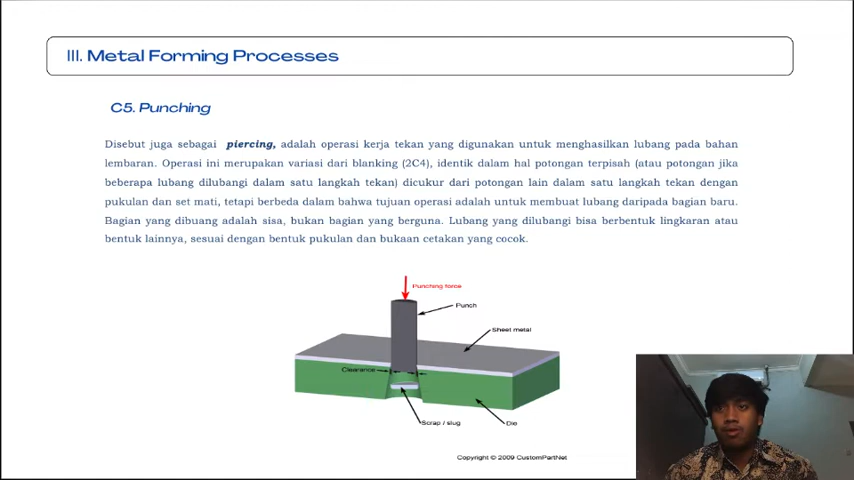 III. Metal Forming Processes
C5. Punching
Disebut juga sebagai piercing, adalah operasi kerja tekan yang digunakan untuk menghasilkan lubang pada bahan
lembaran. Operasi ini merupakan variasi dari blanking (2C4), identik dalam hal potongan terpisah (atau potongan jika
beberapa lubang dilubangi dalam satu langkah tekan) dicukur dari potongan lain dalam satu langkah tekan dengan
pukulan dan set mati, tetapi berbeda dalam bahwa tujuan operasi adalah untuk membuat lubang daripada bagian baru.
Bagian yang dibuang adalah sisa, bukan bagian yang berguna. Lubang yang dilubangi bisa berbentuk lingkaran atau
bentuk lainnya, sesuai dengan bentuk pukulan dan bukaan cetakan yang cocok.
Punching force
Punch
Sheet metal
Clearance
Scrap / slug
Die
Copyright © 2009 CustomPartNet